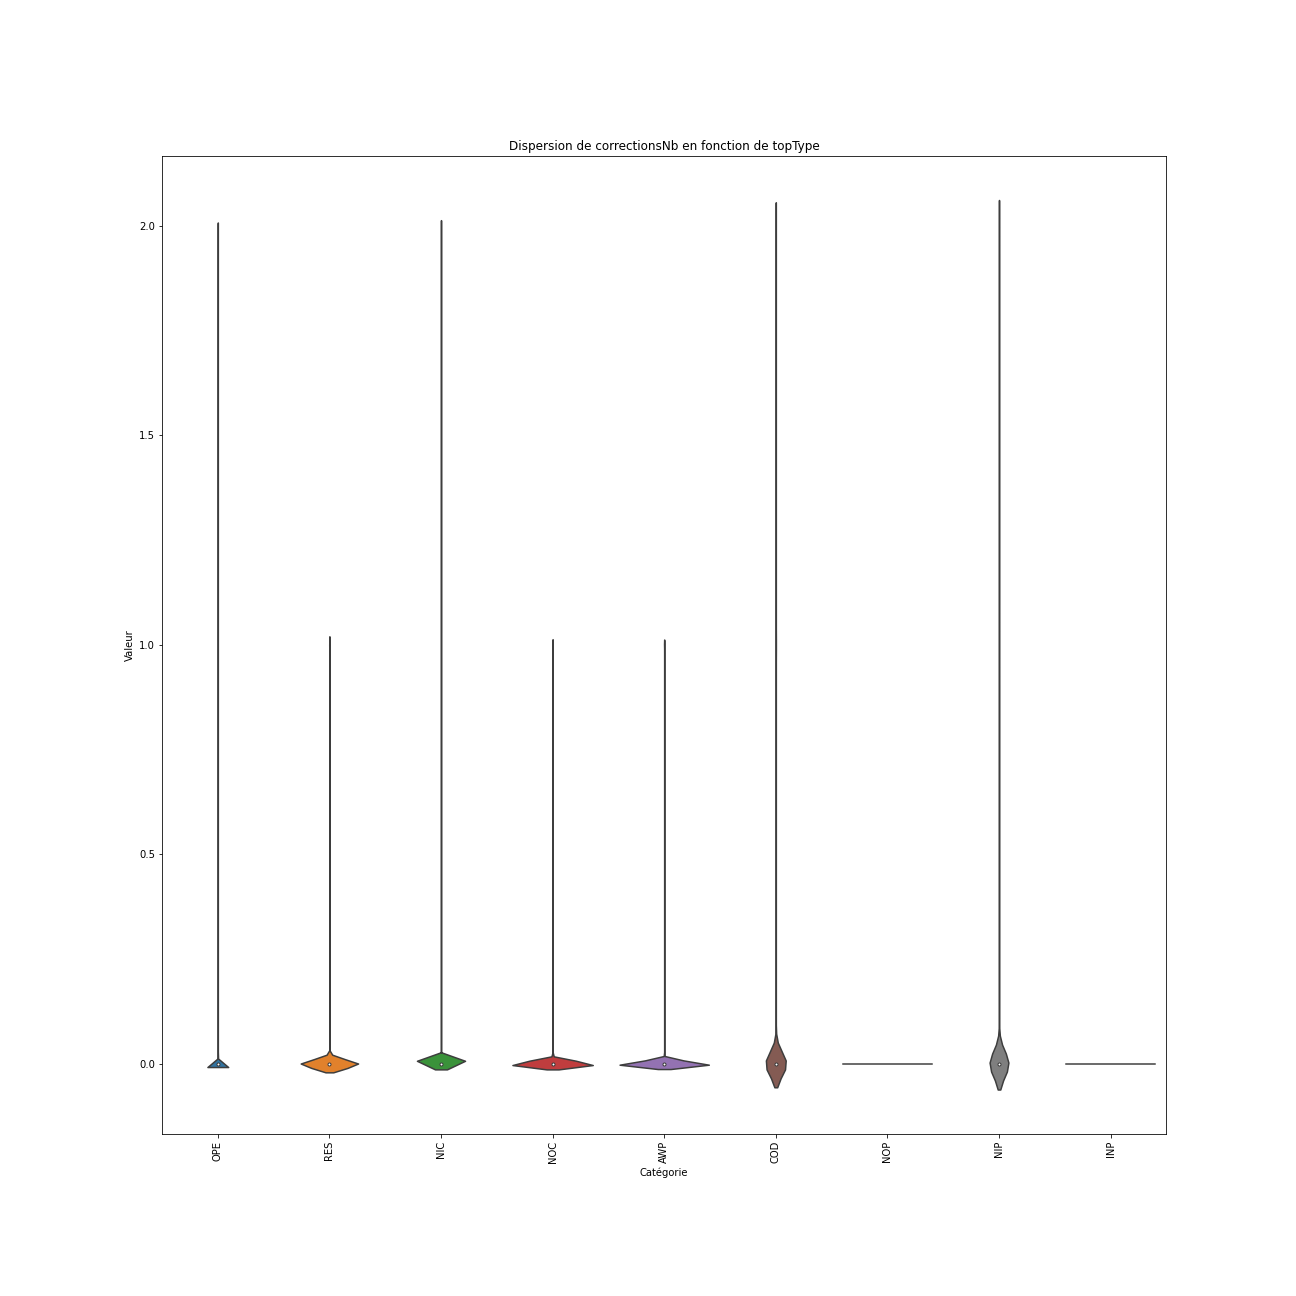 Dispersion de correctionsNb en fonction de topType
2.0
1.5
1.0
0.5
0.0
Valeur
OPE
RES
NIC
NOC
AWP
COD
NOP
NIP
INP
Catégorie